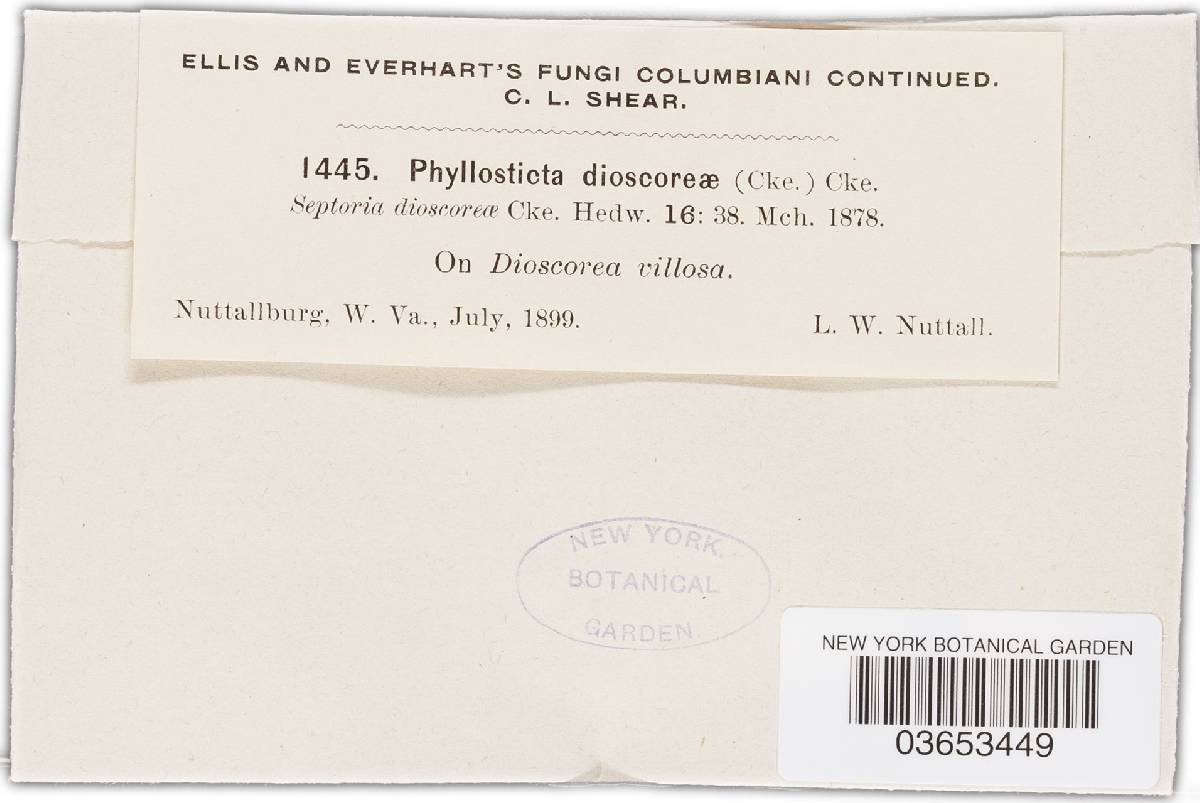 ELLIS AND EVERHART'S FUNGI COLUMBIANI CONTINUED.
C. L. SHEAR.
1445. Phyllosticta dioscoreæ (Cke.) Cke.
Septoria dioscoreæ Cke. Hedw. 16: 38. Mch. 1878.
On Dioscorea villosa.
Nuttallburg, W. Va., July, 1899. L. W. Nuttall.
NEW YORK
BOTANICAL
GARDEN
NEW YORK BOTANICAL GARDEN
03653449